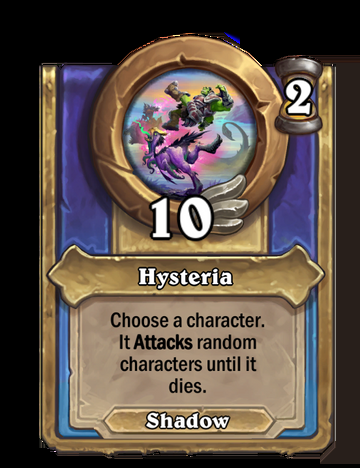 2
10
Hysteria
Choose a character.
It Attacks random
characters until it
dies.
Shadow